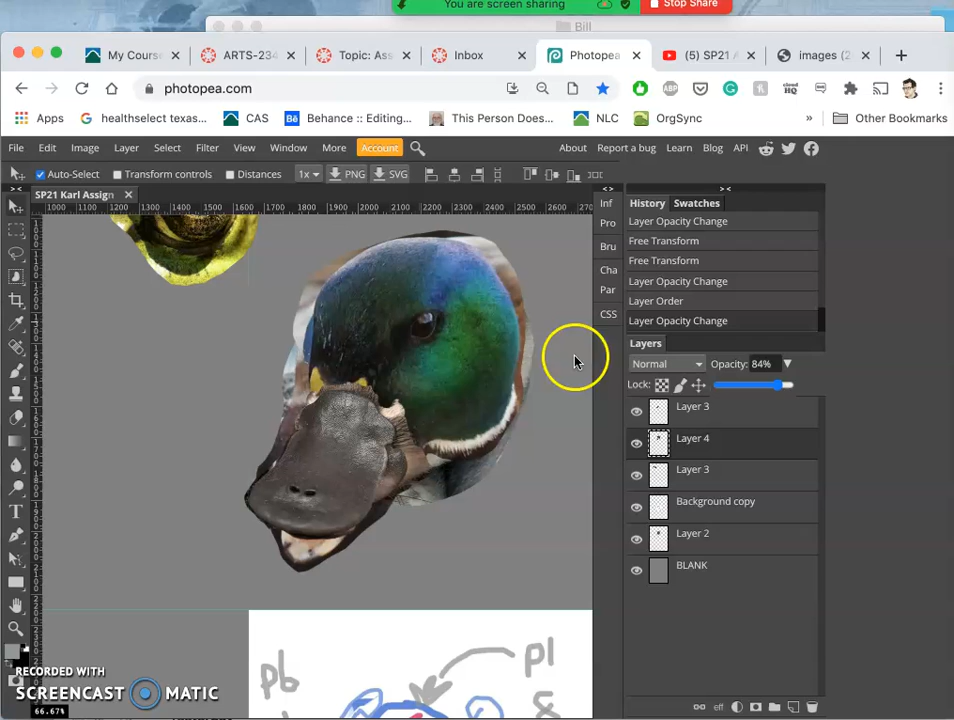 You are screen sharing Stop Share
Bill
My Cours ARTS-234 Topic: Ass Inbox Photopea (5) SP21 A images (2
photopea.com
Apps healthselect texas... CAS Behance :: Editing... This Person Does... NLC OrgSync » Other Bookmarks
File Edit Image Layer Select Filter View Window More Account About Report a bug Learn Blog API
Auto-Select Transform controls Distances 1x PNG SVG
SP21 Karl Assign
1000 1100 1200 1300 1400 1500 1600 1700 1800 1900 2000 2100 2200 2300 2400 2500 2600 270
Inf
Pro
Bru
Cha
Par
CSS
History Swatches
Layer Opacity Change
Free Transform
Free Transform
Layer Opacity Change
Layer Order
Layer Opacity Change
Layers
Normal Opacity: 84%
Lock:
Layer 3
Layer 4
Layer 3
Background copy
Layer 2
BLANK
eff
pb
pl
&
RECORDED WITH
SCREENCAST MATIC
66.67%